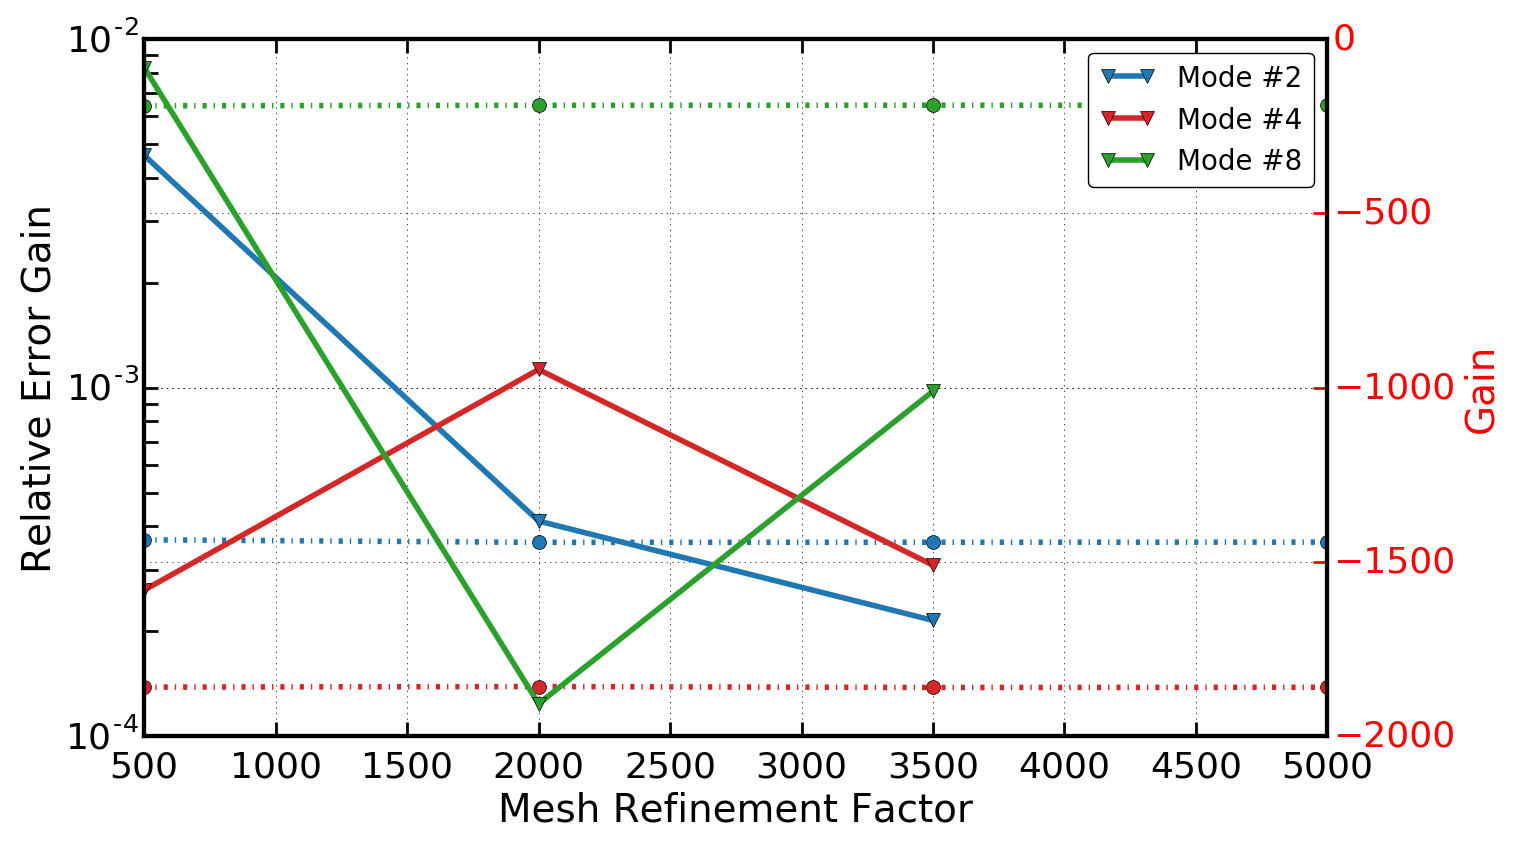 10^-2
10^-3
10^-4
Relative Error Gain
500 1000 1500 2000 2500 3000 3500 4000 4500 5000
Mesh Refinement Factor
Mode #2
Mode #4
Mode #8
0
−500
−1000
−1500
−2000
Gain